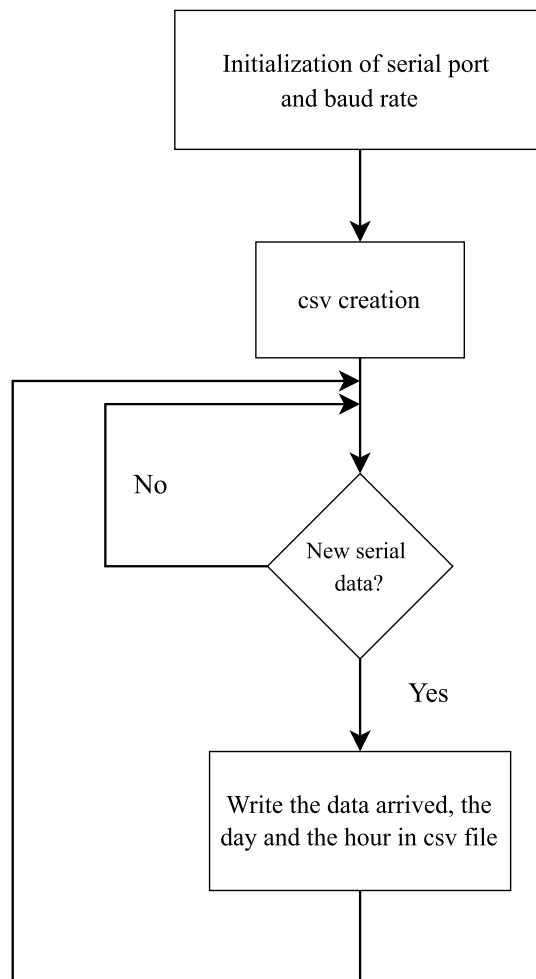 Initialization of serial port
and baud rate
csv creation
No
New serial
data?
Yes
Write the data arrived, the
day and the hour in csv file